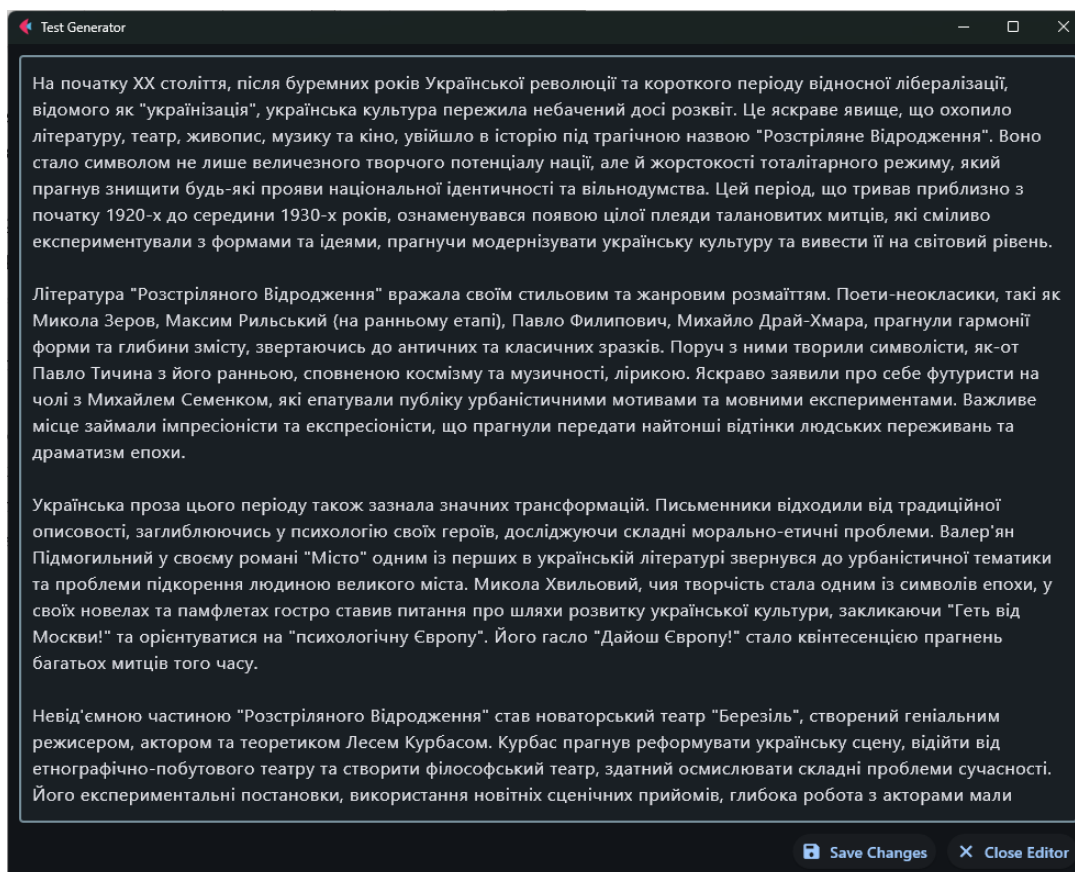 Test Generator
На початку XX століття, після буремних років Української революції та короткого періоду відносної лібералізації,
відомого як "українізація", українська культура пережила небачений досі розквіт. Це яскраве явище, що охопило
літературу, театр, живопис, музику та кіно, увійшло в історію під трагічною назвою "Розстріляне Відродження". Воно
стало символом не лише величезного творчого потенціалу нації, але й жорстокості тоталітарного режиму, який
прагнув знищити будь-які прояви національної ідентичності та вільнодумства. Цей період, що тривав приблизно з
початку 1920-х до середини 1930-х років, ознаменувався появою цілої плеяди талановитих митців, які сміливо
експериментували з формами та ідеями, прагнучи модернізувати українську культуру та вивести її на світовий рівень.
Література "Розстріляного Відродження" вражала своїм стильовим та жанровим розмаїттям. Поети-неокласики, такі як
Микола Зеров, Максим Рильський (на ранньому етапі), Павло Филипович, Михайло Драй-Хмара, прагнули гармонії
форми та глибини змісту, звертаючись до античних та класичних зразків. Поруч з ними творили символісти, як-от
Павло Тичина з його ранньою, сповненою космізму та музичності, лірикою. Яскраво заявили про себе футуристи на
чолі з Михайлем Семенком, які епатували публіку урбаністичними мотивами та мовними експериментами. Важливе
місце займали імпресіоністи та експресіоністи, що прагнули передати найтонші відтінки людських переживань та
драматизм епохи.
Українська проза цього періоду також зазнала значних трансформацій. Письменники відходили від традиційної
описовості, заглиблюючись у психологію своїх героїв, досліджуючи складні морально-етичні проблеми. Валер'ян
Підмогильний у своєму романі "Місто" одним із перших в українській літературі звернувся до урбаністичної тематики
та проблеми підкорення людиною великого міста. Микола Хвильовий, чия творчість стала одним із символів епохи, у
своїх новелах та памфлетах гостро ставив питання про шляхи розвитку української культури, закликаючи "Геть від
Москви!" та орієнтуватися на "психологічну Європу". Його гасло "Дайош Європу!" стало квінтесенцією прагнень
багатьох митців того часу.
Невід'ємною частиною "Розстріляного Відродження" став новаторський театр "Березіль", створений геніальним
режисером, актором та теоретиком Лесем Курбасом. Курбас прагнув реформувати українську сцену, відійти від
етнографічно-побутового театру та створити філософський театр, здатний осмислювати складні проблеми сучасності.
Його експериментальні постановки, використання новітніх сценічних прийомів, глибока робота з акторами мали
Save Changes
Close Editor